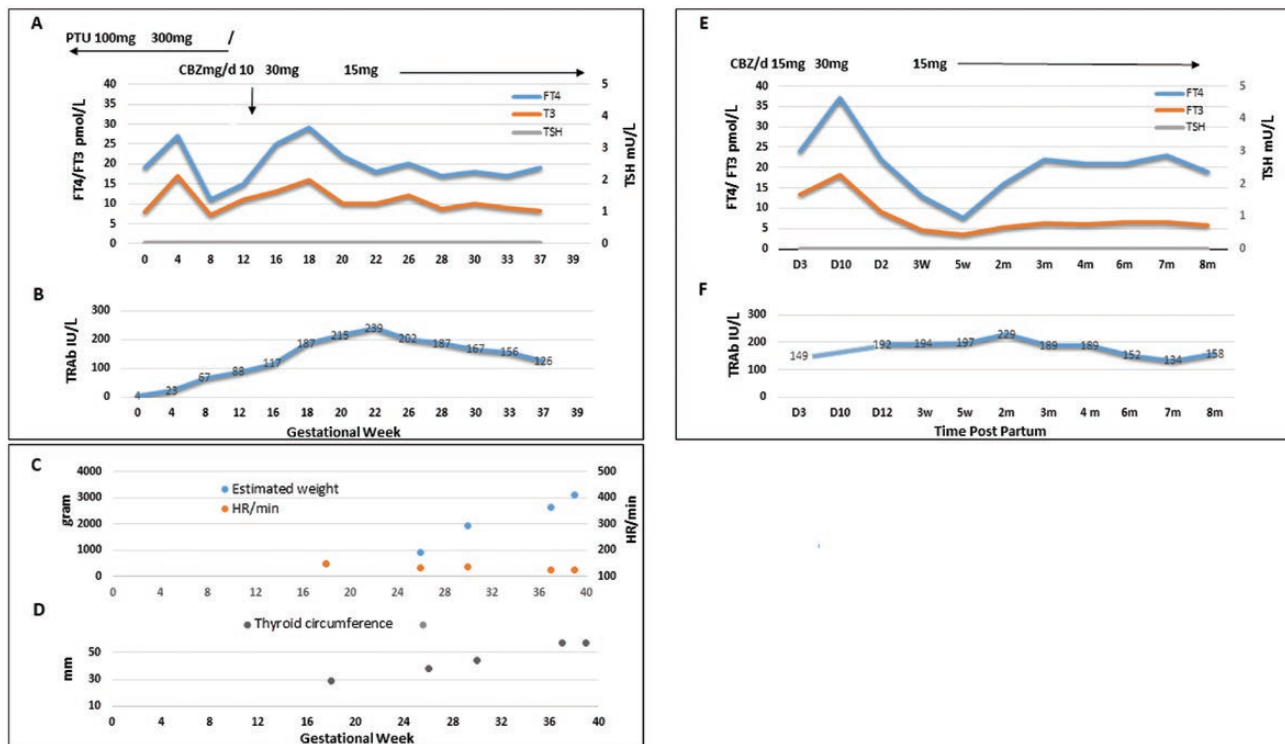 A
PTU 100mg 300mg /
CBZmg/d 10 30mg 15mg
FT4/FT3 pmol/L
40
35
30
25
20
15
10
5
0
FT4
T3
TSH
5
4
3
2
1
0
TSH mU/L
0 4 8 12 16 18 20 22 26 28 30 33 37 39
B
TRAb IU/L
300
200
100
0
4 23 67 88 117 187 215 239 202 187 167 156 126
0 4 8 12 16 18 20 22 26 28 30 33 37 39
Gestational Week
C
gram
4000
3000
2000
1000
0
Estimated weight
HR/min
500
400
300
200
100
HR/min
0 4 8 12 16 20 24 28 32 36 40
D
Thyroid circumference
mm
50
30
10
0 4 8 12 16 20 24 28 32 36 40
Gestational Week
E
CBZ/d 15mg 30mg 15mg
FT4/ FT3 pmol/L
40
35
30
25
20
15
10
5
0
FT4
FT3
TSH
5
4
3
2
1
0
TSH mU/L
D3 D10 D2 3W 5w 2m 3m 4m 6m 7m 8m
F
TRAb IU/L
300
200
100
0
149 192 194 197 229 189 189 152 134 158
D3 D10 D12 3w 5w 2m 3m 4 m 6m 7m 8m
Time Post Partum